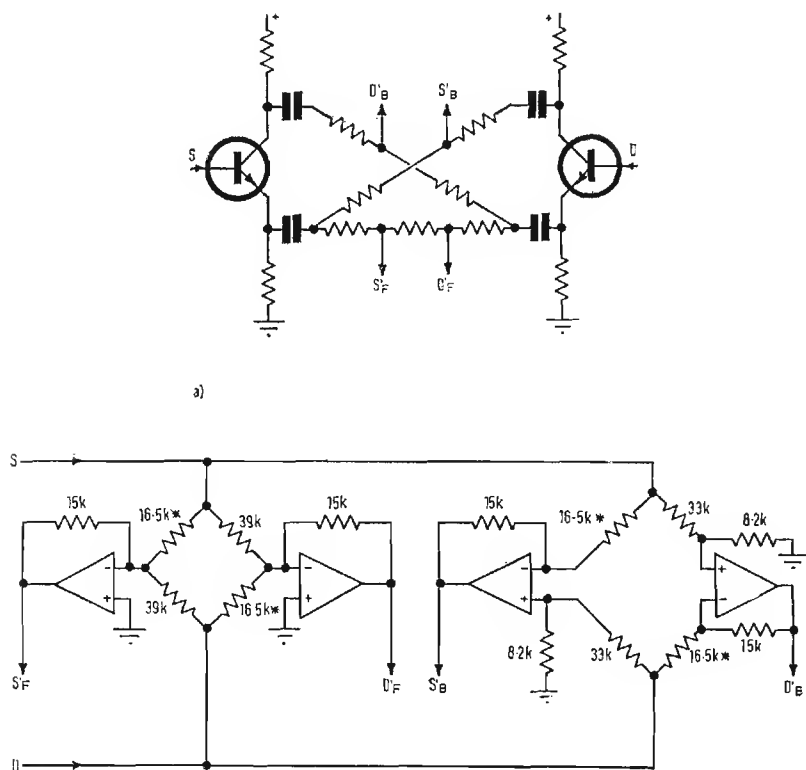 + +
D'B S'B
S D
S'F D'F
a)
S
15k 16·5k* 39k 15k 15k 16·5k* 33k 8·2k
- - - +
+ + + -
39k 16·5k* 8·2k 33k 16·5k* 15k
S'F D'F S'B D'B
D